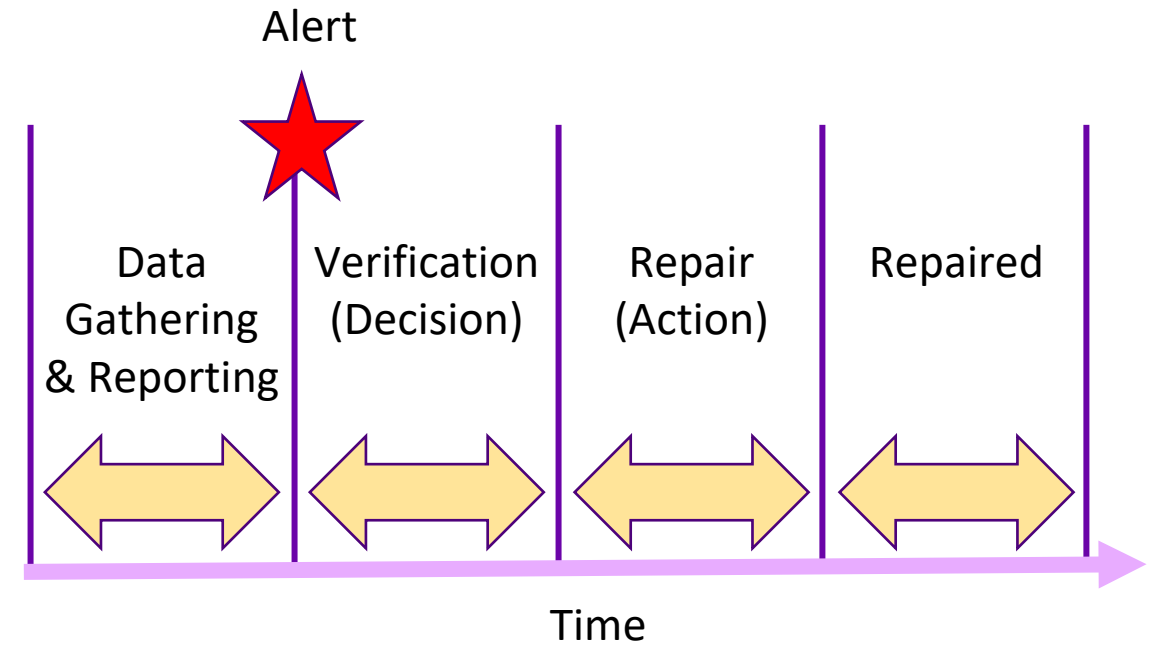 Alert
Data
Gathering
& Reporting
Verification
(Decision)
Repair
(Action)
Repaired
Time